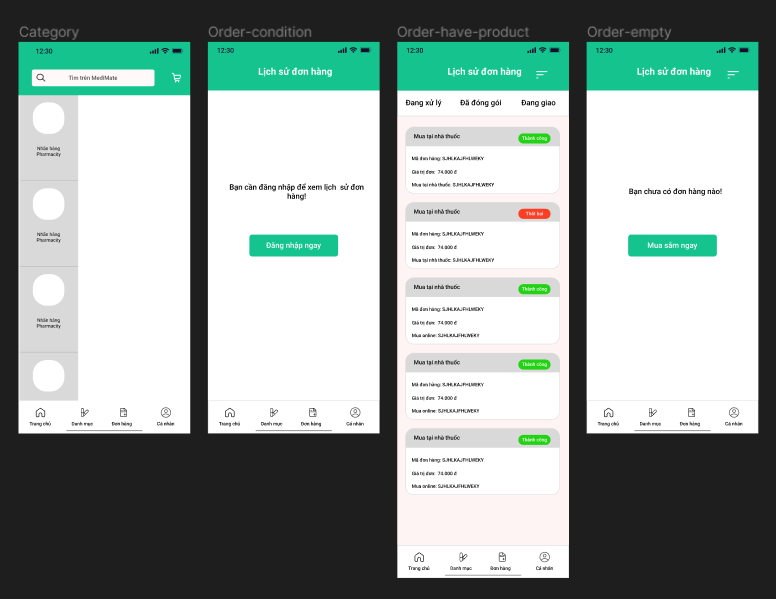 Category
12:30
Tìm trên MediMate
Nhãn hàng
Pharmacity
Nhãn hàng
Pharmacity
Nhãn hàng
Pharmacity
Trang chủ
Danh mục
Đơn hàng
Cá nhân
Order-condition
12:30
Lịch sử đơn hàng
Bạn cần đăng nhập để xem lịch sử đơn
hàng!
Đăng nhập ngay
Trang chủ
Danh mục
Đơn hàng
Cá nhân
Order-have-product
12:30
Lịch sử đơn hàng
Đang xử lý
Đã đóng gói
Đang giao
Mua tại nhà thuốc
Thành công
Mã đơn hàng: SJHLKAJFHLWEKY
Giá trị đơn: 74.000 đ
Mua tại nhà thuốc: SJHLKAJFHLWEKY
Mua tại nhà thuốc
Thất bại
Mã đơn hàng: SJHLKAJFHLWEKY
Giá trị đơn: 74.000 đ
Mua tại nhà thuốc: SJHLKAJFHLWEKY
Mua tại nhà thuốc
Thành công
Mã đơn hàng: SJHLKAJFHLWEKY
Giá trị đơn: 74.000 đ
Mua online: SJHLKAJFHLWEKY
Mua tại nhà thuốc
Thành công
Mã đơn hàng: SJHLKAJFHLWEKY
Giá trị đơn: 74.000 đ
Mua online: SJHLKAJFHLWEKY
Mua tại nhà thuốc
Thành công
Mã đơn hàng: SJHLKAJFHLWEKY
Giá trị đơn: 74.000 đ
Mua online: SJHLKAJFHLWEKY
Trang chủ
Danh mục
Đơn hàng
Cá nhân
Order-empty
12:30
Lịch sử đơn hàng
Bạn chưa có đơn hàng nào!
Mua sắm ngay
Trang chủ
Danh mục
Đơn hàng
Cá nhân